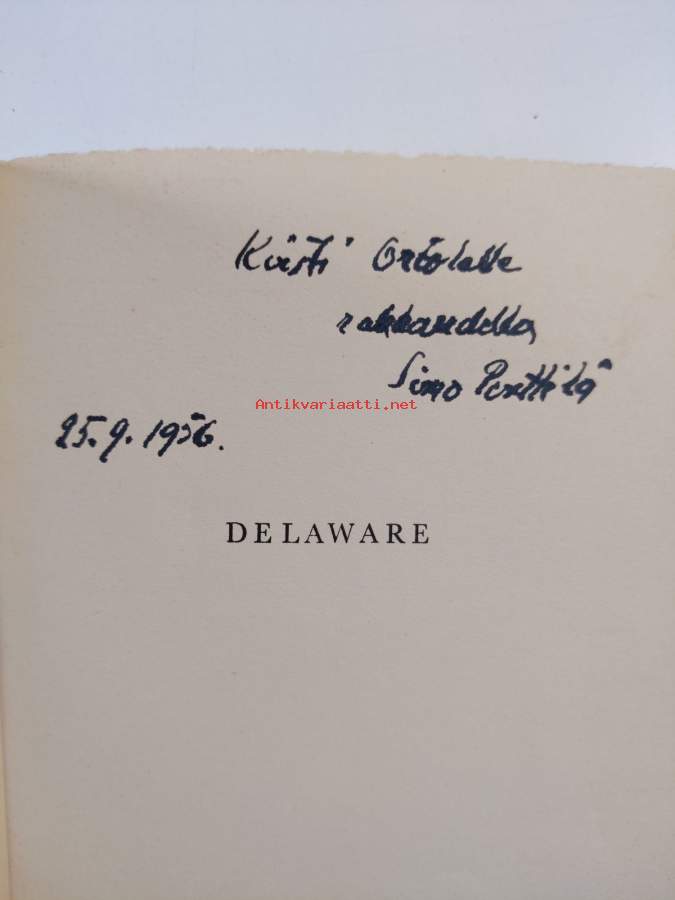 Kirsti Ortolalle
rakkaudella
Simo Penttilä
Antikvariaatti.net
25.9.1956.
DELAWARE